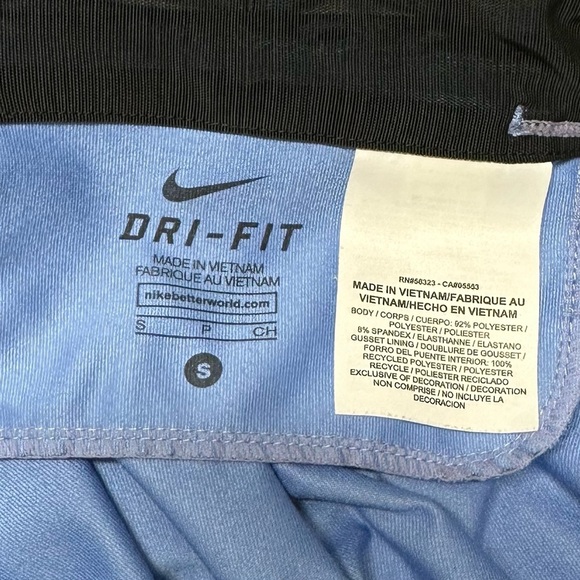 DRI-FIT
MADE IN VIETNAM
FABRIQUE AU VIETNAM
nikebetterworld.com
S P CH
S
RN#56323 - CA#05553
MADE IN VIETNAM/FABRIQUE AU
VIETNAM/HECHO EN VIETNAM
BODY / CORPS / CUERPO: 92% POLYESTER /
POLYESTER / POLIESTER
8% SPANDEX / ELASTHANNE / ELASTANO
GUSSET LINING / DOUBLURE DE GOUSSET /
FORRO DEL PUENTE INTERIOR: 100%
RECYCLED POLYESTER / POLYESTER
RECYCLE / POLIESTER RECICLADO
EXCLUSIVE OF DECORATION / DECORATION
NON COMPRISE / NO INCLUYE LA
DECORACION